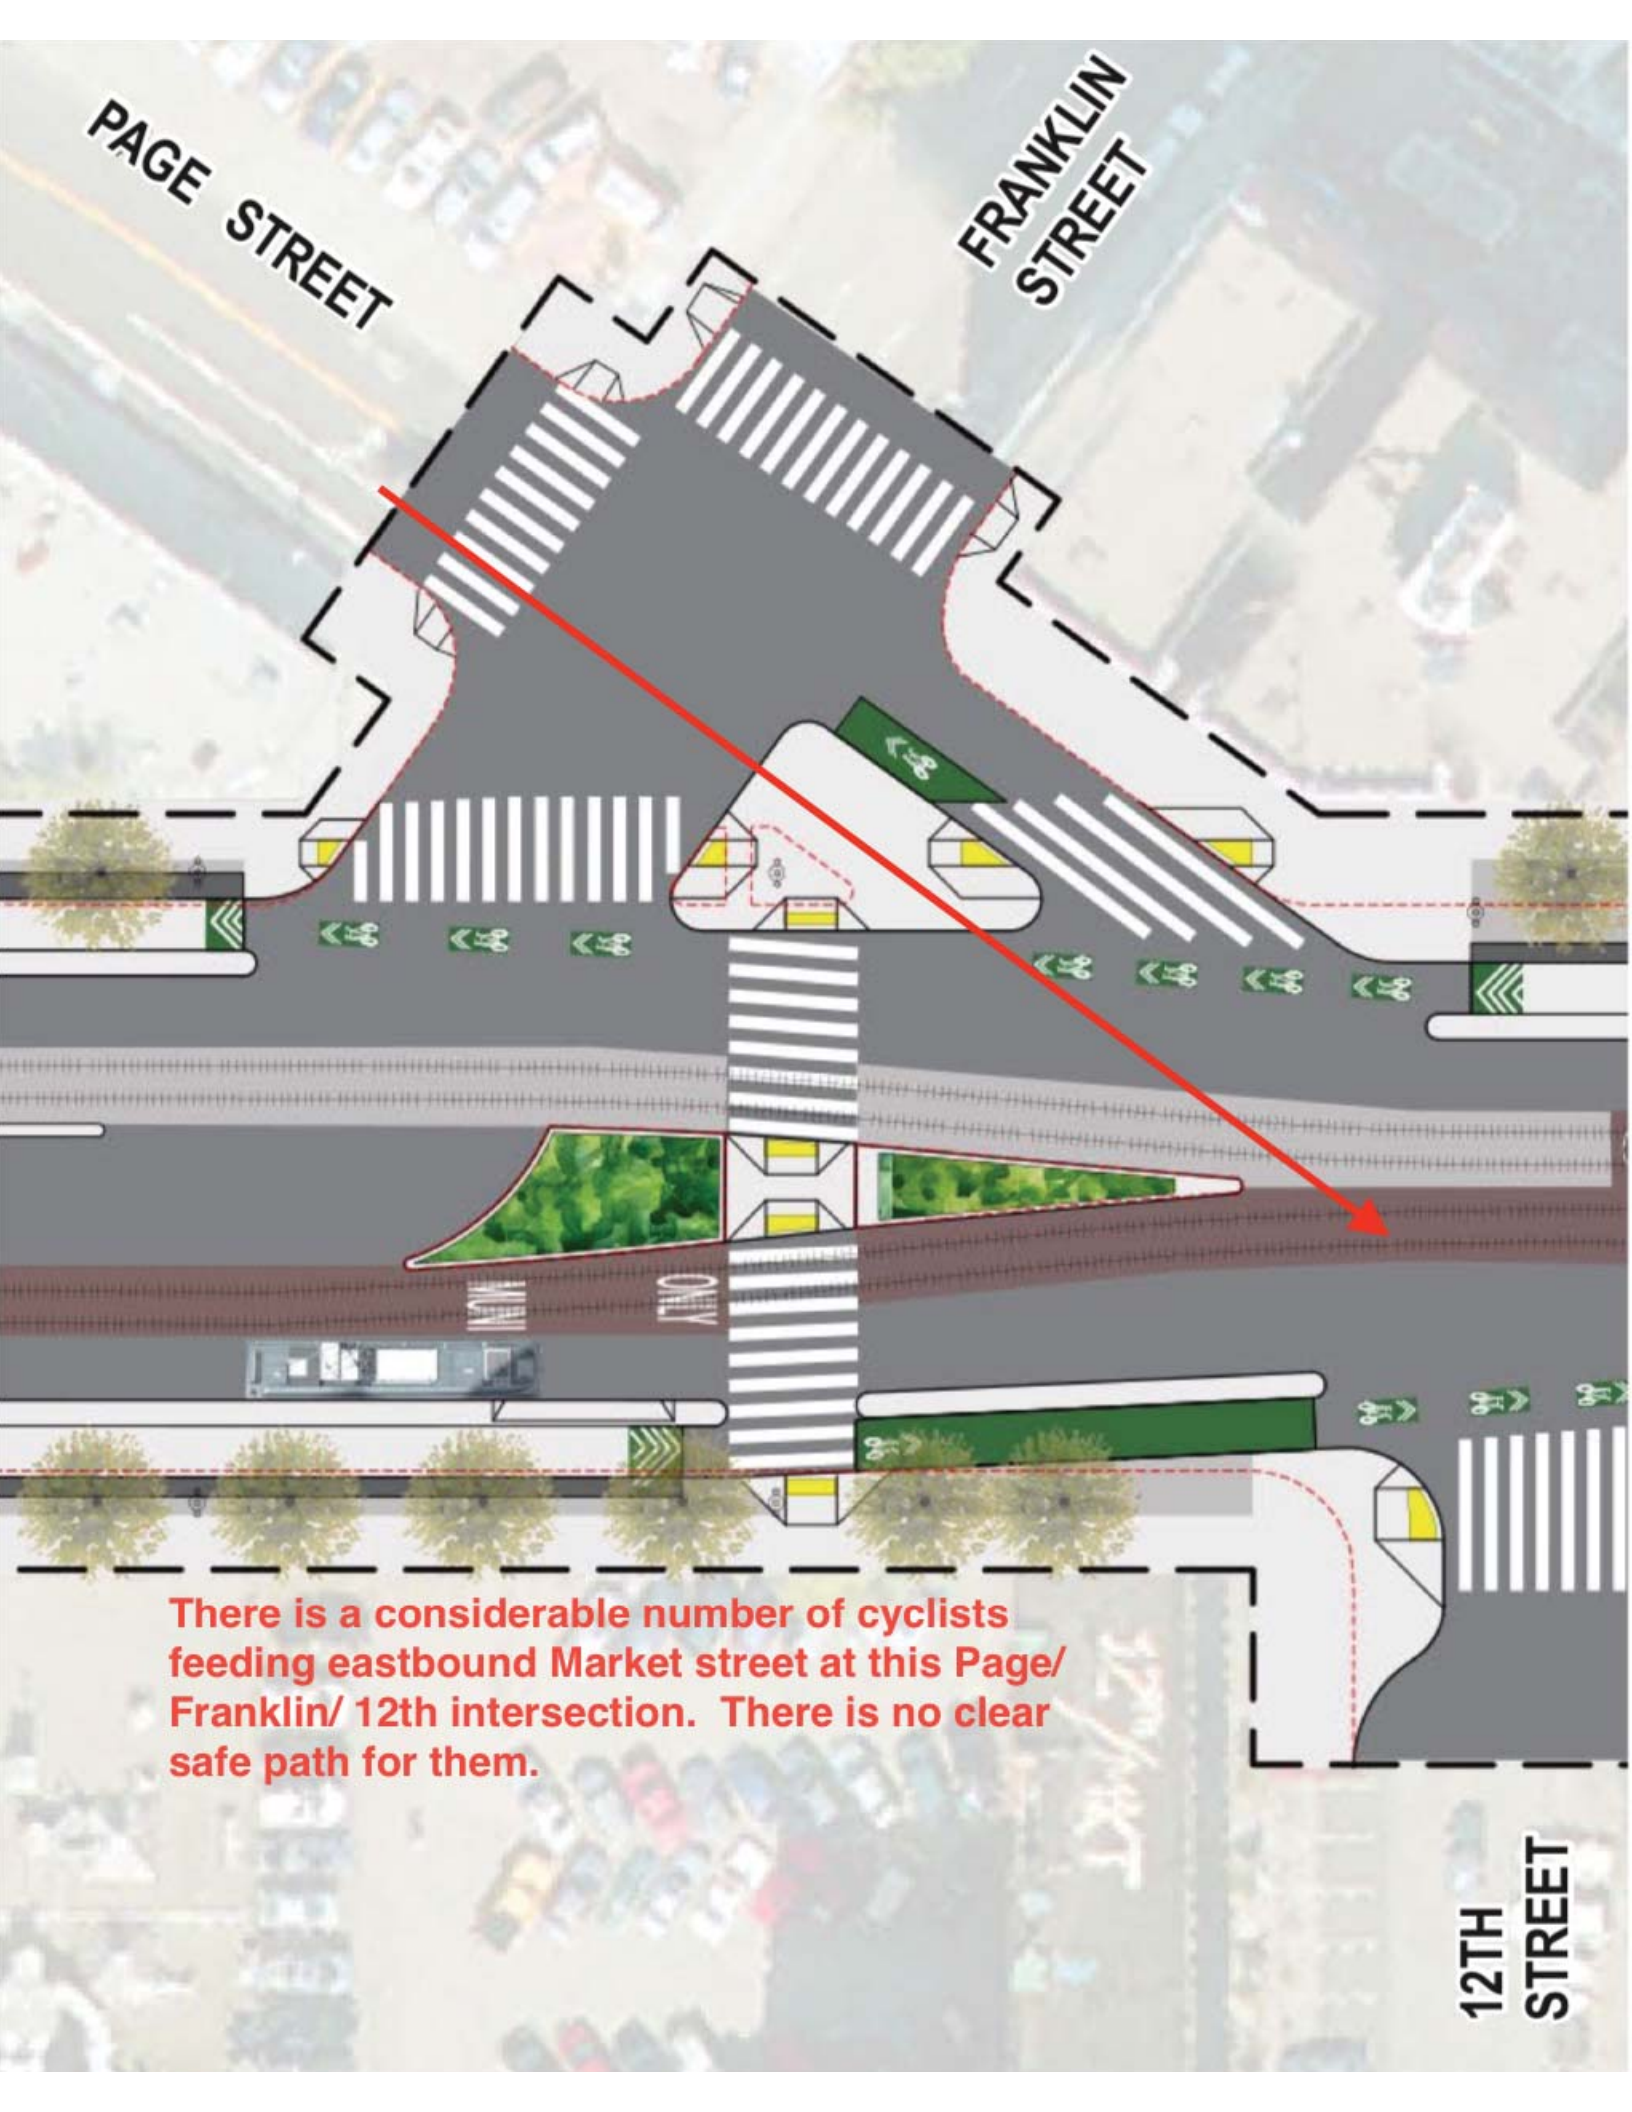 PAGE STREET
FRANKLIN
STREET
MUNI
ONLY
There is a considerable number of cyclists
feeding eastbound Market street at this Page/
Franklin/ 12th intersection.  There is no clear
safe path for them.
12TH
STREET